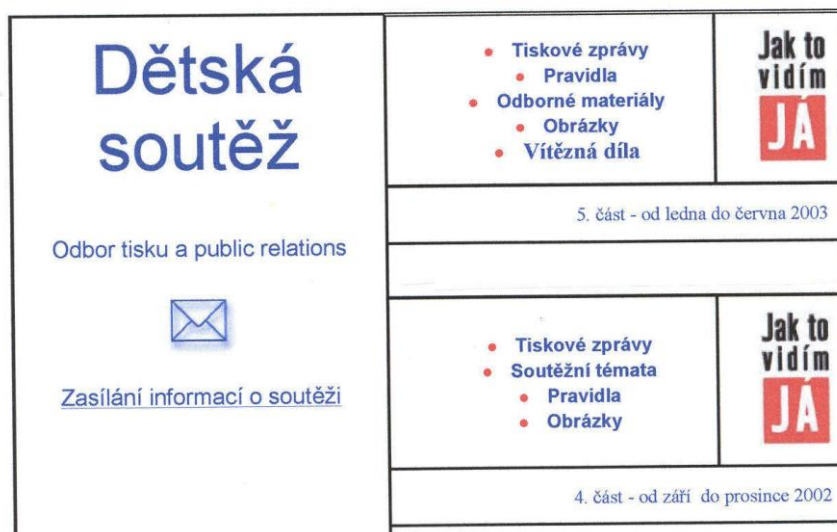 Dětská
soutěž
Odbor tisku a public relations
Zasílání informací o soutěži
Tiskové zprávy
Pravidla
Odborné materiály
Obrázky
Vítězná díla
Jak to
vidím
JÁ
5. část - od ledna do června 2003
Tiskové zprávy
Soutěžní témata
Pravidla
Obrázky
Jak to
vidím
JÁ
4. část - od září do prosince 2002